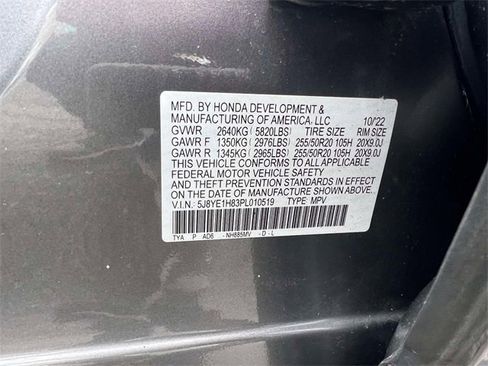 MFD. BY HONDA DEVELOPMENT &
MANUFACTURING OF AMERICA, LLC 10/22
GVWR 2640KG ( 5820LBS) TIRE SIZE RIM SIZE
GAWR F 1350KG ( 2976LBS) 255/50R20 105H 20X9.0J
GAWR R 1345KG ( 2965LBS) 255/50R20 105H 20X9.0J
THIS VEHICLE CONFORMS TO ALL APPLICABLE
FEDERAL MOTOR VEHICLE SAFETY AND
THEFT PREVENTION STANDARDS IN EFFECT ON
THE DATE OF MANUFACTURE SHOWN ABOVE.
V.I.N.: 5J8YE1H83PL010519 TYPE: MPV
TYA P AD6 -NH885MV -D -L